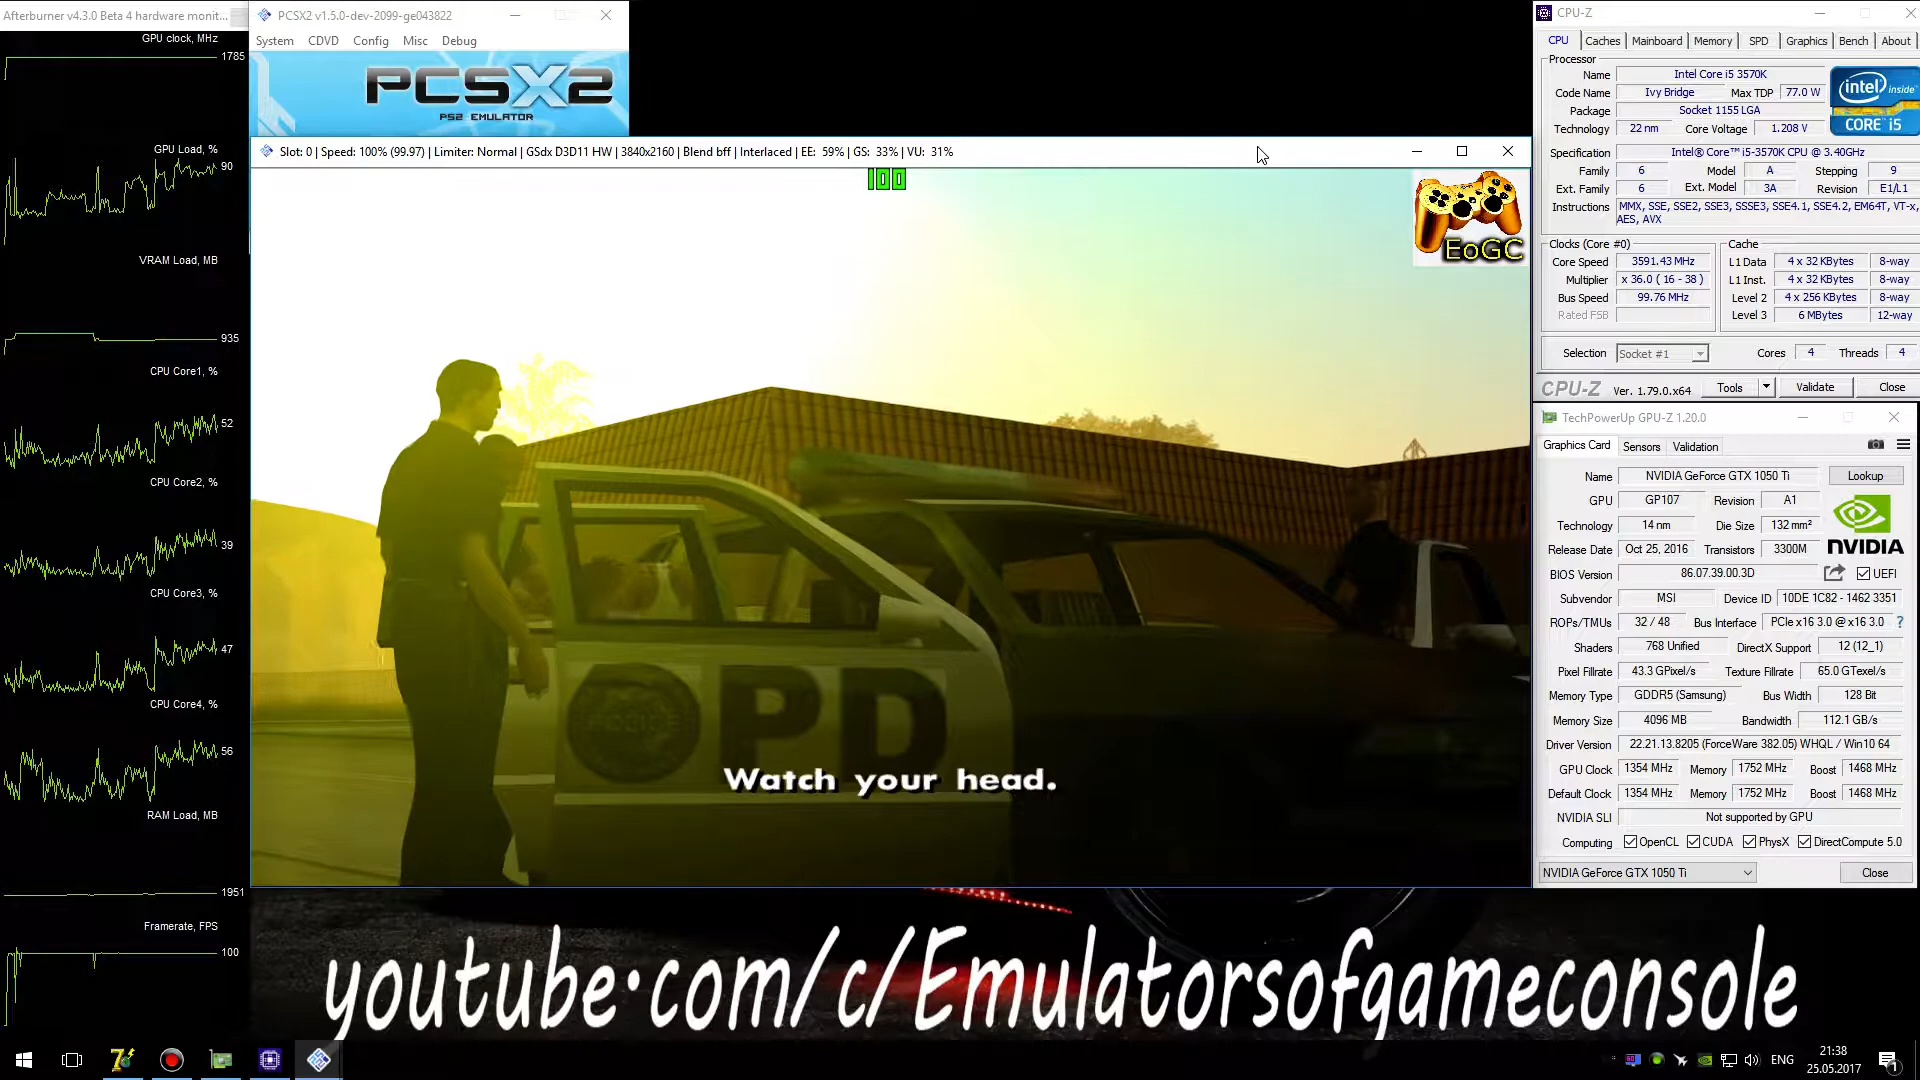 Afterburner v4.3.0 Beta 4 hardware monit...
GPU clock, MHz
1785
GPU Load, %
90
VRAM Load, MB
935
CPU Core1, %
52
CPU Core2, %
39
CPU Core3, %
47
CPU Core4, %
56
RAM Load, MB
1951
Framerate, FPS
100
PCSX2 v1.5.0-dev-2099-ge043822
System CDVD Config Misc Debug
PCSX2
PS2 EMULATOR
Slot: 0 | Speed: 100% (99.97) | Limiter: Normal | GSdx D3D11 HW | 3840x2160 | Blend bff | Interlaced | EE: 59% | GS: 33% | VU: 31%
100
EoGC
PD
Watch your head.
CPU-Z
CPU Caches Mainboard Memory SPD Graphics Bench About
Processor
Name Intel Core i5 3570K
Code Name Ivy Bridge Max TDP 77.0 W
Package Socket 1155 LGA
Technology 22 nm Core Voltage 1.208 V
intel inside
CORE i5
Specification Intel® Core™ i5-3570K CPU @ 3.40GHz
Family 6 Model A Stepping 9
Ext. Family 6 Ext. Model 3A Revision E1/L1
Instructions MMX, SSE, SSE2, SSE3, SSSE3, SSE4.1, SSE4.2, EM64T, VT-x,
AES, AVX
Clocks (Core #0) Cache
Core Speed 3591.43 MHz L1 Data 4 x 32 KBytes 8-way
Multiplier x 36.0 ( 16 - 38 ) L1 Inst. 4 x 32 KBytes 8-way
Bus Speed 99.76 MHz Level 2 4 x 256 KBytes 8-way
Rated FSB Level 3 6 MBytes 12-way
Selection Socket #1 Cores 4 Threads 4
CPU-Z Ver. 1.79.0.x64 Tools Validate Close
TechPowerUp GPU-Z 1.20.0
Graphics Card Sensors Validation
Name NVIDIA GeForce GTX 1050 Ti Lookup
GPU GP107 Revision A1
Technology 14 nm Die Size 132 mm²
Release Date Oct 25, 2016 Transistors 3300M
NVIDIA
BIOS Version 86.07.39.00.3D UEFI
Subvendor MSI Device ID 10DE 1C82 - 1462 3351
ROPs/TMUs 32 / 48 Bus Interface PCIe x16 3.0 @ x16 3.0 ?
Shaders 768 Unified DirectX Support 12 (12_1)
Pixel Fillrate 43.3 GPixel/s Texture Fillrate 65.0 GTexel/s
Memory Type GDDR5 (Samsung) Bus Width 128 Bit
Memory Size 4096 MB Bandwidth 112.1 GB/s
Driver Version 22.21.13.8205 (ForceWare 382.05) WHQL / Win10 64
GPU Clock 1354 MHz Memory 1752 MHz Boost 1468 MHz
Default Clock 1354 MHz Memory 1752 MHz Boost 1468 MHz
NVIDIA SLI Not supported by GPU
Computing OpenCL CUDA PhysX DirectCompute 5.0
NVIDIA GeForce GTX 1050 Ti Close
youtube.com/c/Emulatorsofgameconsole
ENG
21:38
25.05.2017
1